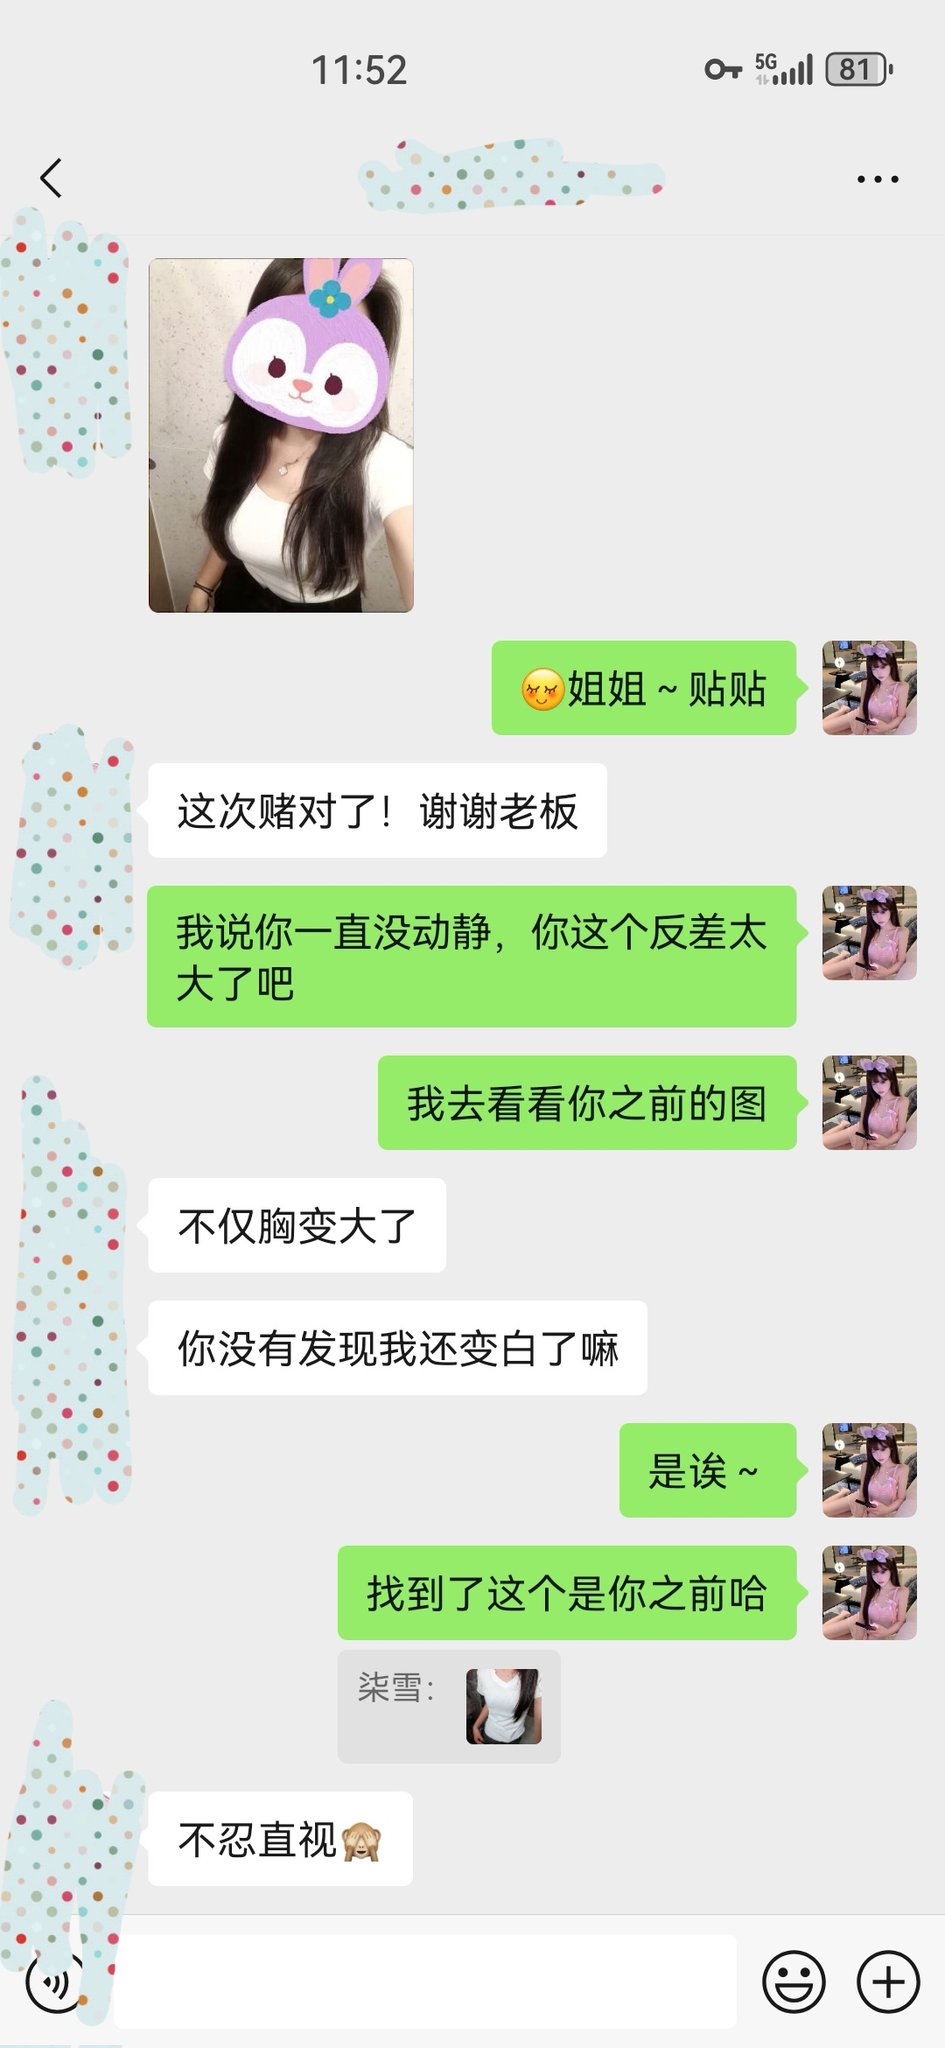 11:52
5G
81
姐姐~贴贴
这次赌对了！谢谢老板
我说你一直没动静，你这个反差太
大了吧
我去看看你之前的图
不仅胸变大了
你没有发现我还变白了嘛
是诶~
找到了这个是你之前哈
柒雪：
不忍直视